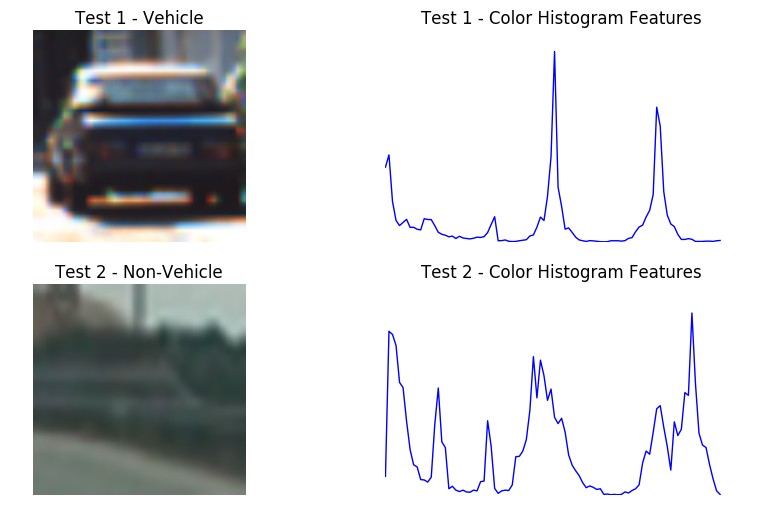 Test 1 - Vehicle
Test 1 - Color Histogram Features
Test 2 - Non-Vehicle
Test 2 - Color Histogram Features